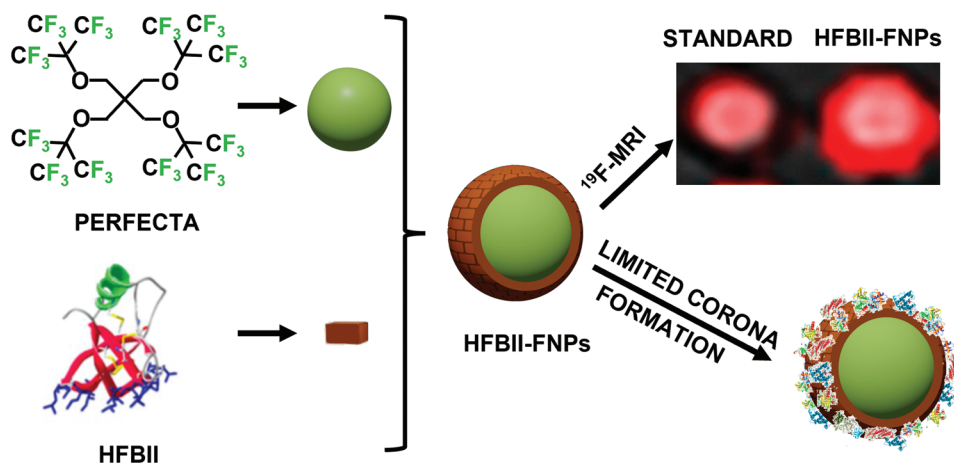 CF₃ CF₃ CF₃ CF₃
CF₃ CF₃
O O
O O
CF₃ CF₃
CF₃ CF₃ CF₃ CF₃
PERFECTA
HFBII
HFBII-FNPs
¹⁹F-MRI
STANDARD HFBII-FNPs
LIMITED CORONA
FORMATION